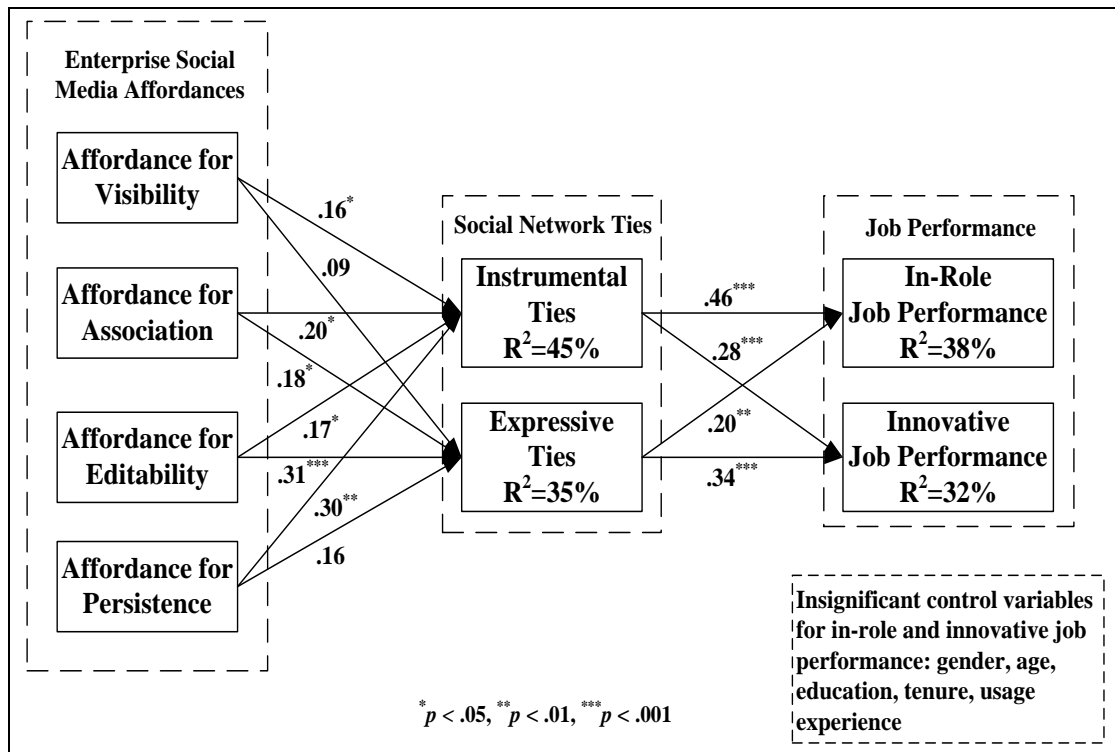 Enterprise Social
Media Affordances
Affordance for
Visibility
Affordance for
Association
Affordance for
Editability
Affordance for
Persistence
.16*
.09
.20*
.18*
.17*
.31***
.30**
.16
Social Network Ties
Instrumental
Ties
R²=45%
Expressive
Ties
R²=35%
.46***
.28***
.20**
.34***
Job Performance
In-Role
Job Performance
R²=38%
Innovative
Job Performance
R²=32%
Insignificant control variables
for in-role and innovative job
performance: gender, age,
education, tenure, usage
experience
*p < .05, **p < .01, ***p < .001